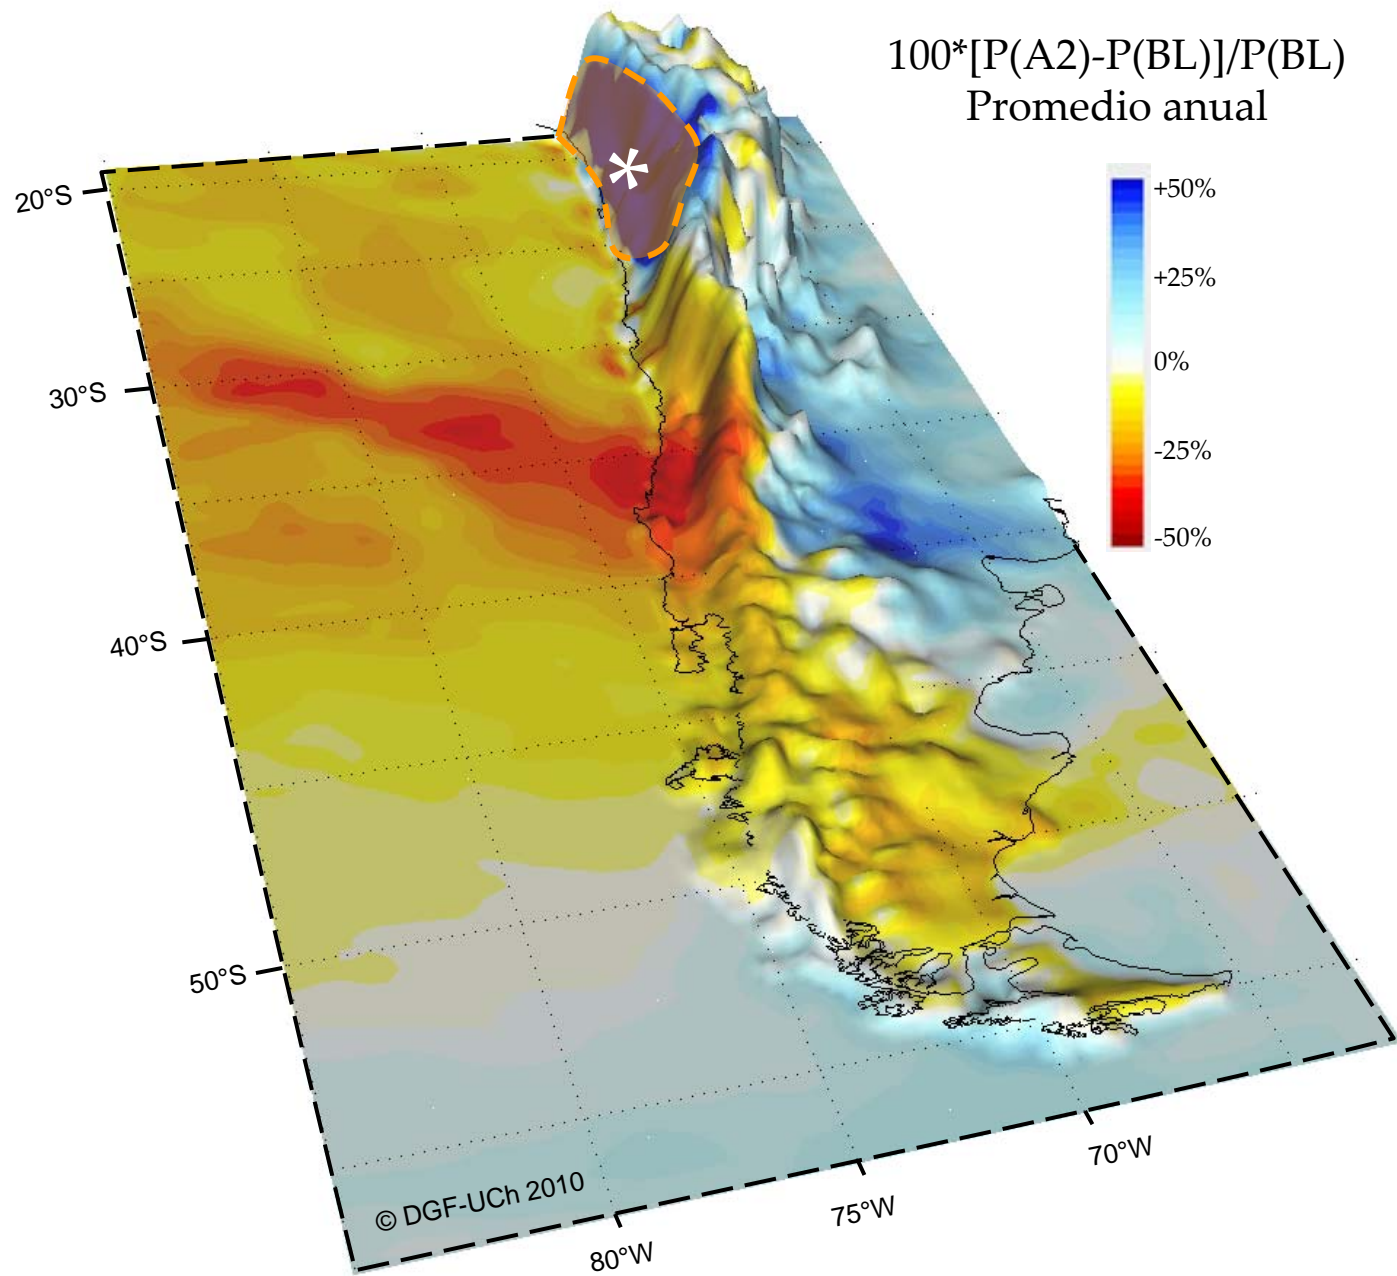 100*[P(A2)-P(BL)]/P(BL)
Promedio anual
+50%
+25%
0%
-25%
-50%
20°S
30°S
40°S
50°S
*
80°W
75°W
70°W
© DGF-UCh 2010